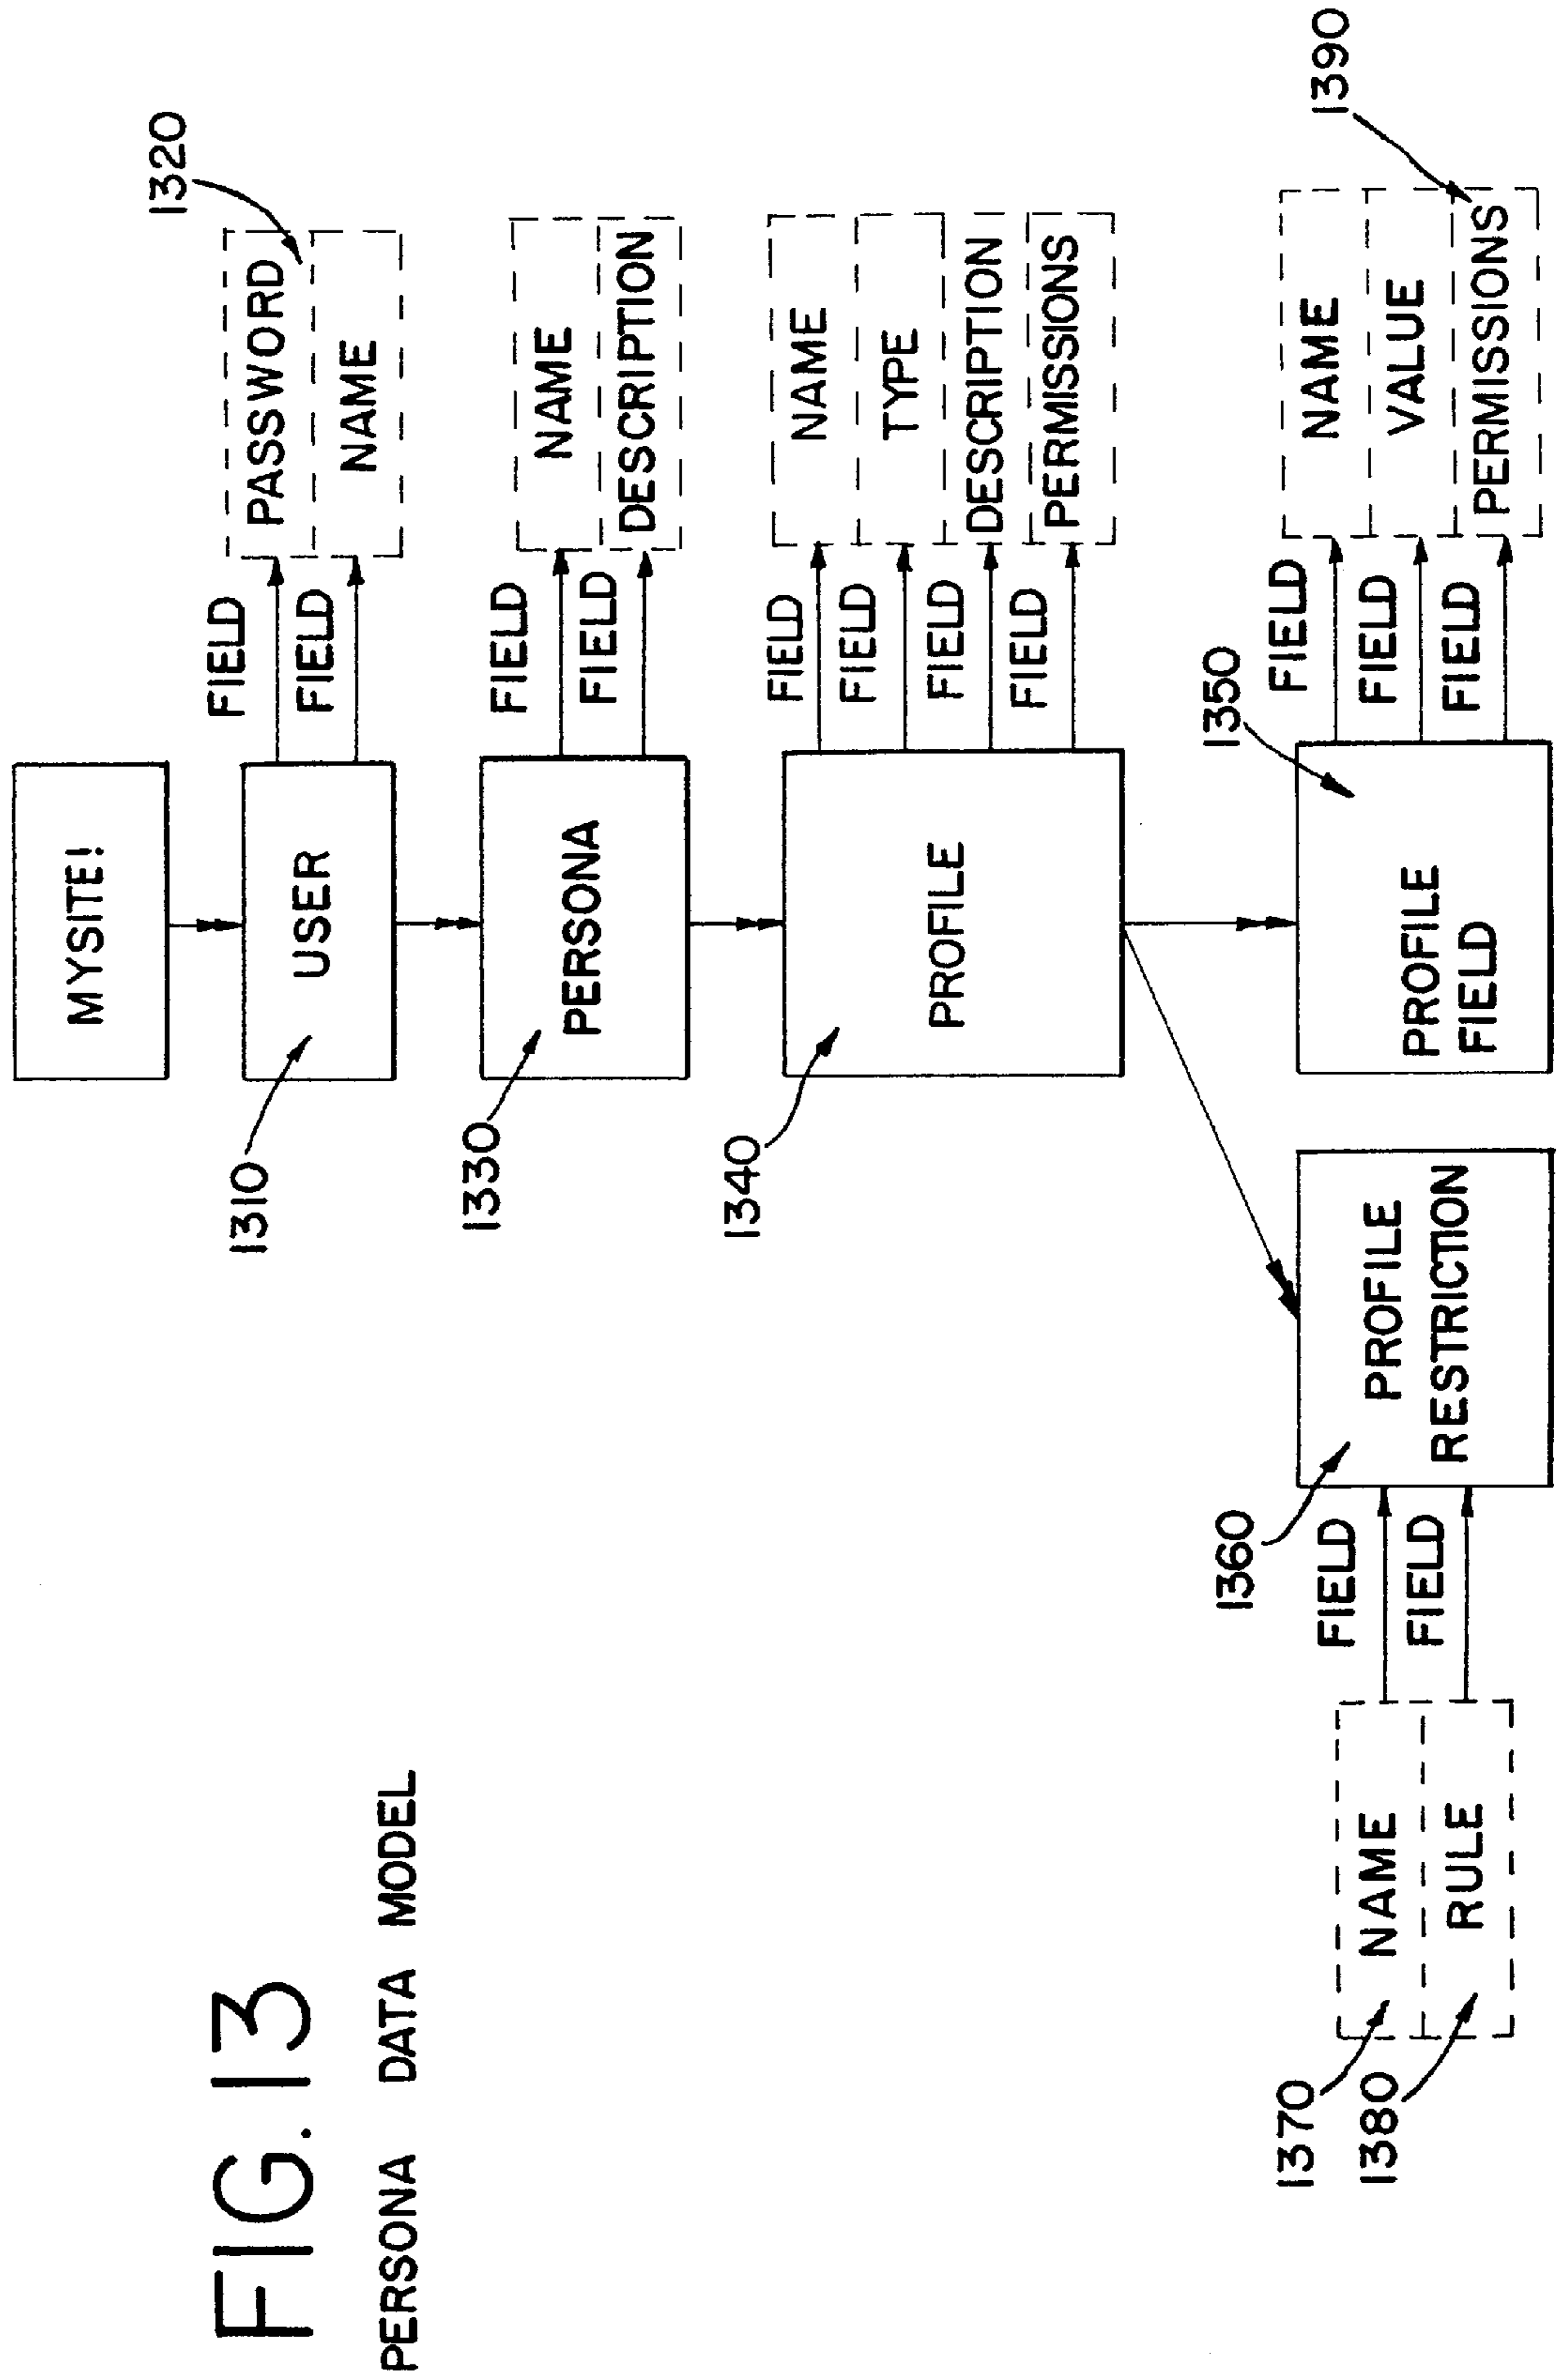 FIG. 13
PERSONA DATA MODEL
MYSITE!
1310
USER
FIELD
FIELD
PASSWORD
NAME
1320
1330
PERSONA
FIELD
FIELD
NAME
DESCRIPTION
1340
PROFILE
FIELD
FIELD
FIELD
FIELD
NAME
TYPE
DESCRIPTION
PERMISSIONS
1370
1380
NAME
RULE
FIELD
FIELD
1360
PROFILE
RESTRICTION
1350
PROFILE
FIELD
FIELD
FIELD
FIELD
NAME
VALUE
PERMISSIONS
1390